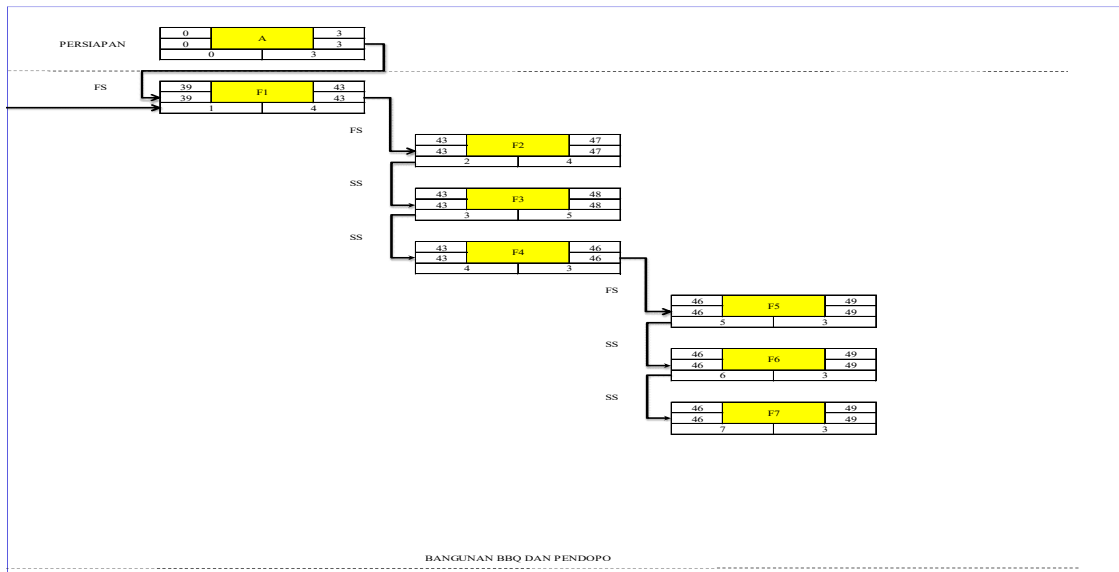 0 A 3
PERSIAPAN 0 3
0 3
FS 39 F1 43
39 43
1 4
FS
43 F2 47
43 47
2 4
SS
43 F3 48
43 48
3 5
SS
43 F4 46
43 46
4 3
FS
46 F5 49
46 49
5 3
SS
46 F6 49
46 49
6 3
SS
46 F7 49
46 49
7 3
BANGUNAN BBQ DAN PENDOPO